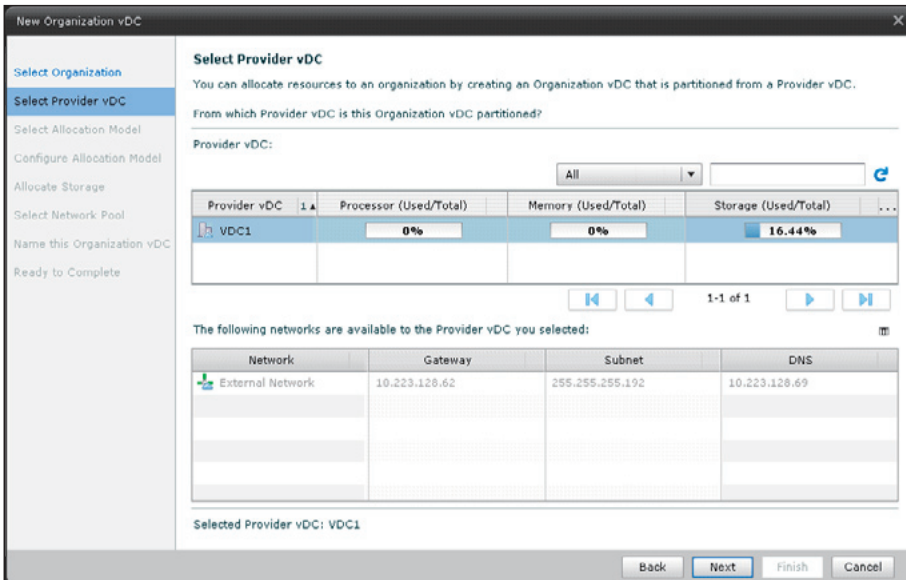 New Organization vDC
Select Organization
Select Provider vDC
Select Allocation Model
Configure Allocation Model
Allocate Storage
Select Network Pool
Name this Organization vDC
Ready to Complete
Select Provider vDC
You can allocate resources to an organization by creating an Organization vDC that is partitioned from a Provider vDC.
From which Provider vDC is this Organization vDC partitioned?
Provider vDC:
All
Provider vDC 1 ▲ Processor (Used/Total) Memory (Used/Total) Storage (Used/Total) ...
VDC1 0% 0% 16.44%
1-1 of 1
The following networks are available to the Provider vDC you selected:
Network Gateway Subnet DNS
External Network 10.223.128.62 255.255.255.192 10.223.128.69
Selected Provider vDC: VDC1
Back Next Finish Cancel